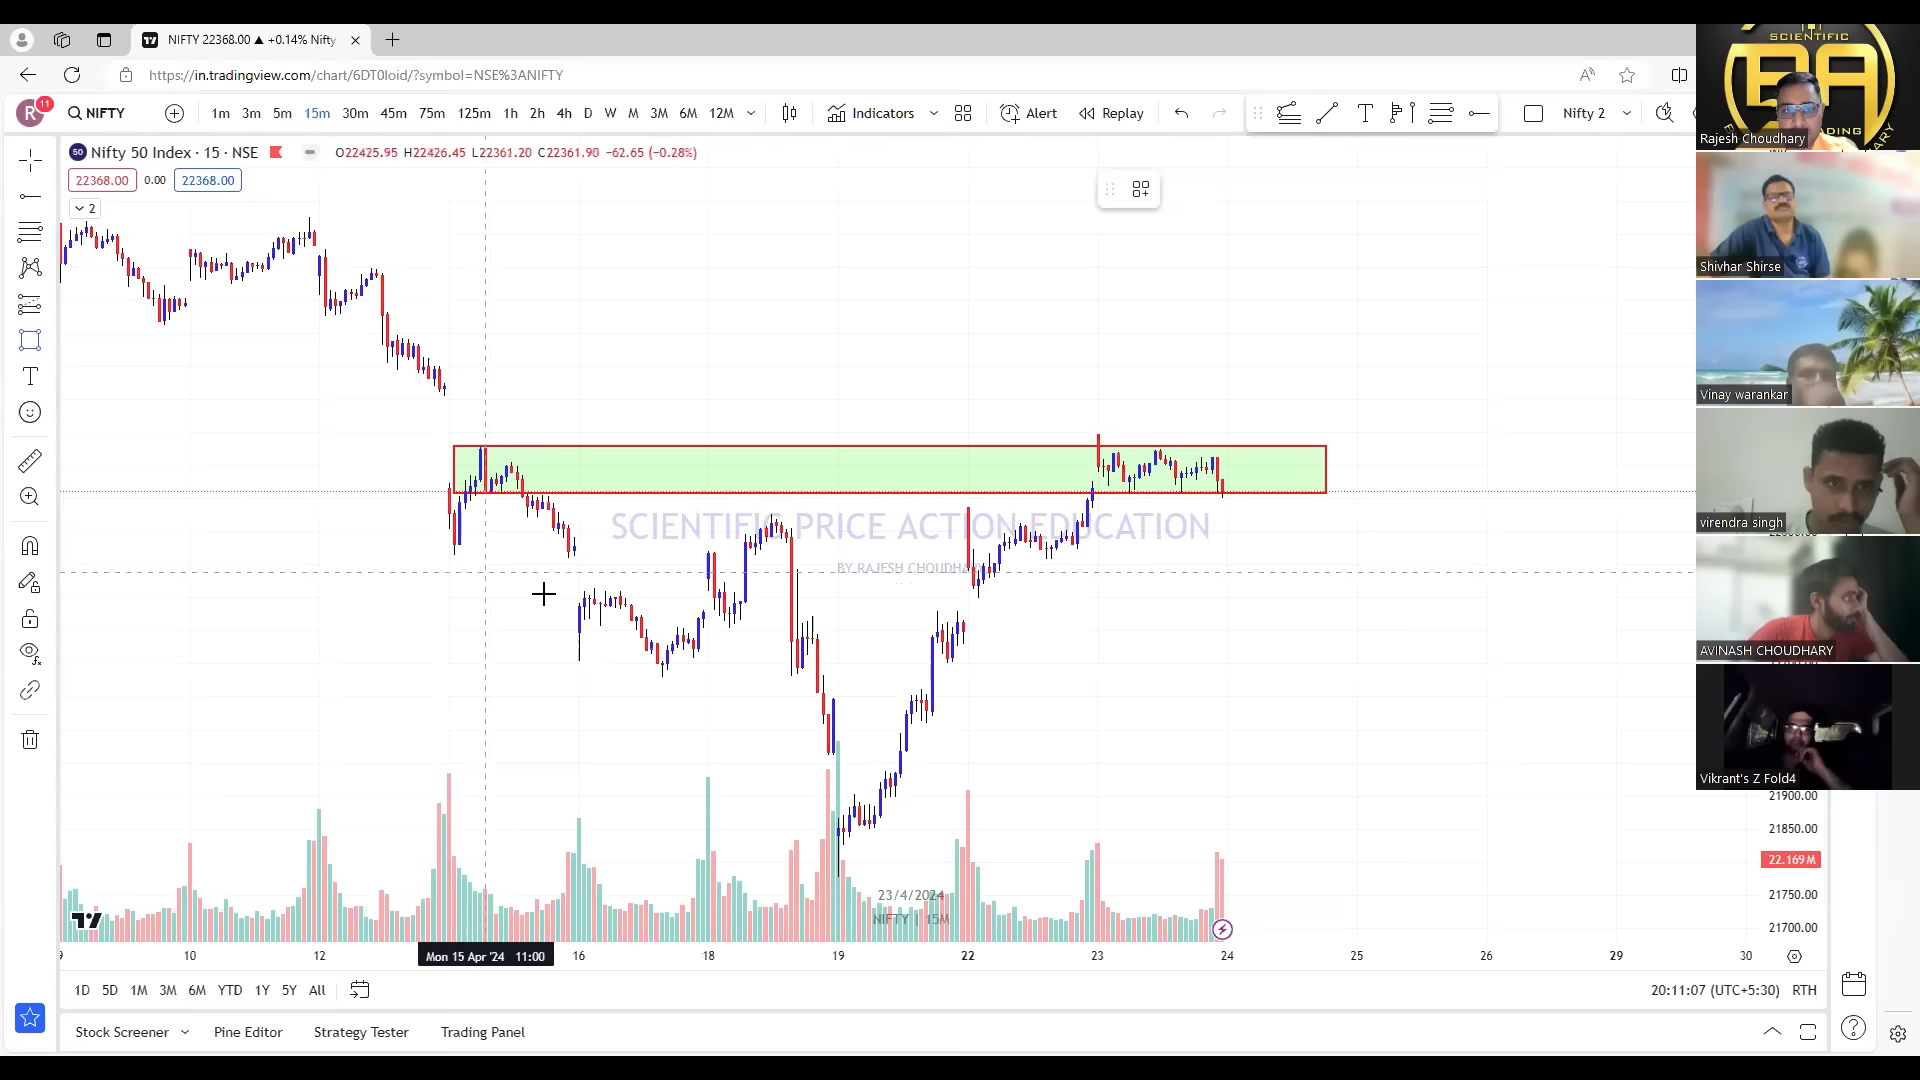 NIFTY 22368.00 ▲ +0.14% Nifty
https://in.tradingview.com/chart/6DT0loid/?symbol=NSE%3ANIFTY
R 11 NIFTY 1m 3m 5m 15m 30m 45m 75m 125m 1h 2h 4h D W M 3M 6M 12M Indicators Alert Replay Nifty 2
50 Nifty 50 Index · 15 · NSE O22425.95 H22426.45 L22361.20 C22361.90 −62.65 (−0.28%)
22368.00 0.00 22368.00
2
SCIENTIFIC PRICE ACTION EDUCATION
23/4/2024
NIFTY | 15M
21900.00
21850.00
22.169M
21750.00
21700.00
10 12 Mon 15 Apr '24 11:00 16 18 19 22 23 24 25 26 29 30
1D 5D 1M 3M 6M YTD 1Y 5Y All 20:11:07 (UTC+5:30) RTH
Stock Screener Pine Editor Strategy Tester Trading Panel
SCIENTIFIC
Rajesh Choudhary
Shivhar Shirse
Vinay warankar
virendra singh
AVINASH CHOUDHARY
Vikrant's Z Fold4